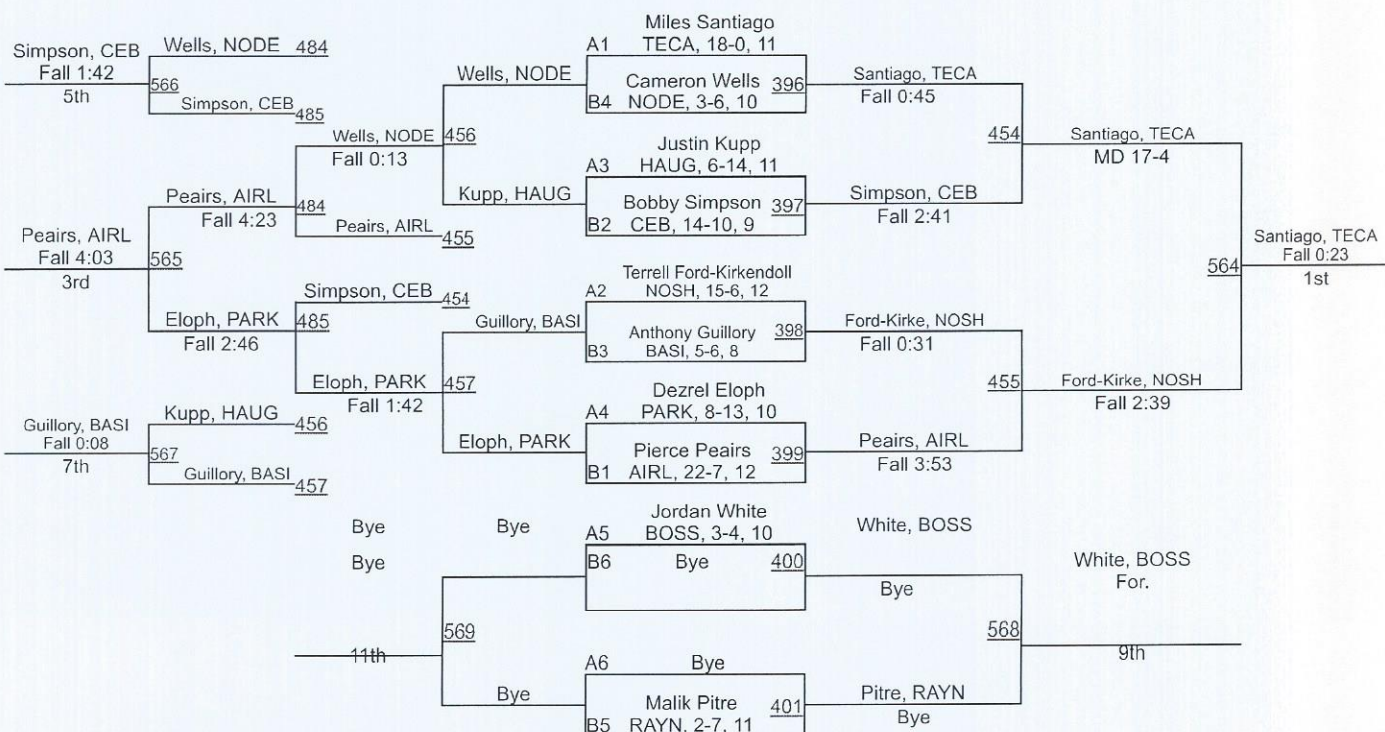 Miles Santiago
A1 TECA, 18-0, 11
Cameron Wells 396
B4 NODE, 3-6, 10
Justin Kupp
A3 HAUG, 6-14, 11
Bobby Simpson 397
B2 CEB, 14-10, 9
Terrell Ford-Kirkendoll
A2 NOSH, 15-6, 12
Anthony Guillory 398
B3 BASI, 5-6, 8
Dezrel Eloph
A4 PARK, 8-13, 10
Pierce Peairs 399
B1 AIRL, 22-7, 12
Jordan White
A5 BOSS, 3-4, 10
B6 Bye 400
A6 Bye
Malik Pitre 401
B5 RAYN, 2-7, 11
Santiago, TECA
Fall 0:45
454
Simpson, CEB
Fall 2:41
Ford-Kirke, NOSH
Fall 0:31
455
Peairs, AIRL
Fall 3:53
Santiago, TECA
MD 17-4
564
Ford-Kirke, NOSH
Fall 2:39
Santiago, TECA
Fall 0:23
1st
White, BOSS
Bye
568
Pitre, RAYN
Bye
White, BOSS
For.
9th
Wells, NODE
456
Kupp, HAUG
Guillory, BASI
457
Eloph, PARK
Wells, NODE
Fall 0:13
484
Peairs, AIRL
455
Simpson, CEB
454
485
Eloph, PARK
Fall 1:42
Peairs, AIRL
Fall 4:23
565
Eloph, PARK
Fall 2:46
Peairs, AIRL
Fall 4:03
3rd
Simpson, CEB
Fall 1:42
5th
Wells, NODE 484
566
Simpson, CEB
485
Guillory, BASI
Fall 0:08
7th
Kupp, HAUG
456
567
Guillory, BASI
457
Bye
Bye
Bye
569
Bye
11th